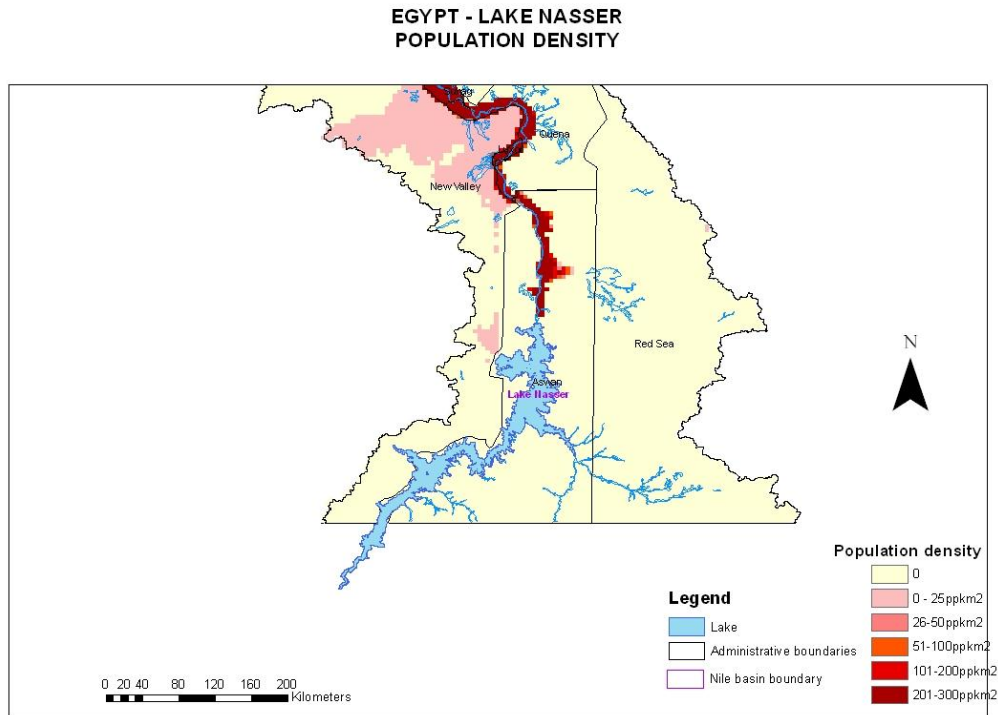 EGYPT - LAKE NASSER
POPULATION DENSITY
Quena
New Valley
Red Sea
N
Aswan
Lake Nasser
Population density
0
0 - 25ppkm2
26-50ppkm2
51-100ppkm2
101-200ppkm2
201-300ppkm2
Legend
Lake
Administrative boundaries
Nile basin boundary
0 20 40 80 120 160 200
Kilometers